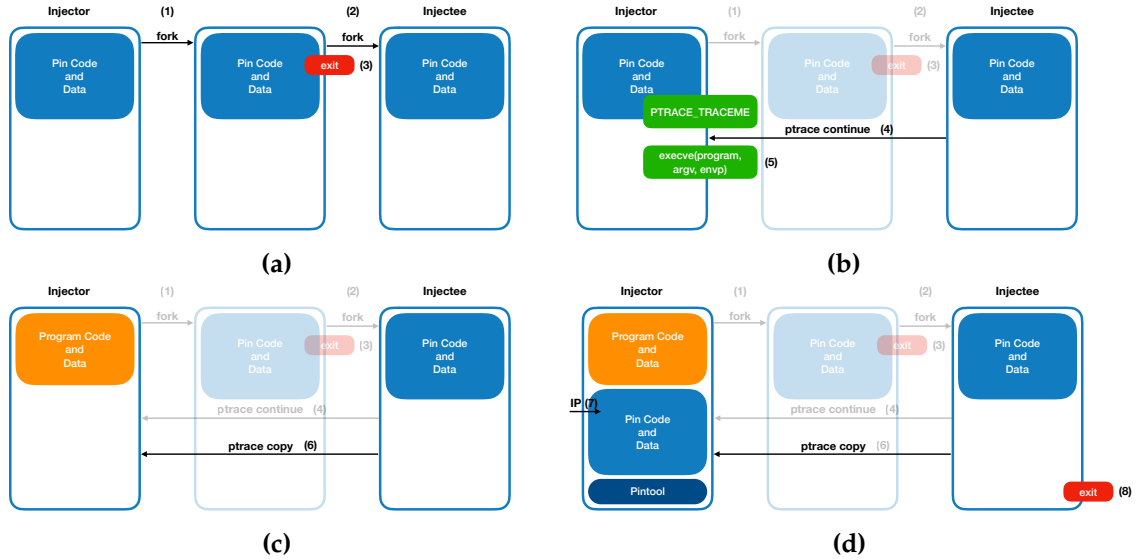 Injector (1) (2) Injectee
fork fork
Pin Code
and
Data
Pin Code
and
Data
exit (3)
Pin Code
and
Data
(a)
Injector (1) (2) Injectee
fork fork
Pin Code
and
Data
Pin Code
and
Data
exit (3)
Pin Code
and
Data
PTRACE_TRACEME
ptrace continue (4)
execve(program,
argv, envp)
(5)
(b)
Injector (1) (2) Injectee
fork fork
Program Code
and
Data
Pin Code
and
Data
exit (3)
Pin Code
and
Data
ptrace continue (4)
ptrace copy (6)
(c)
Injector (1) (2) Injectee
fork fork
Program Code
and
Data
Pin Code
and
Data
exit (3)
Pin Code
and
Data
IP (7)
Pin Code
and
Data
ptrace continue (4)
ptrace copy (6)
Pintool
exit (8)
(d)